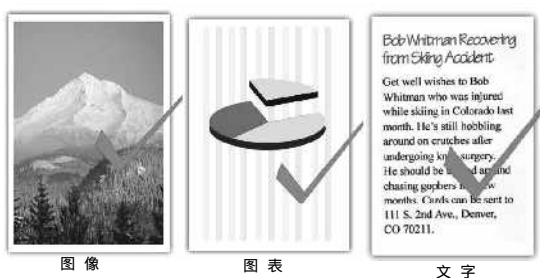 Bob Whitman Recovering
from Skiing Accident
Get well wishes to Bob
Whitman who was injured
while skiing in Colorado last
month. He's still hobbling
around on crutches after
undergoing surgery.
He should be and
chasing gophers
months. Cards can be sent to
111 S. 2nd Ave., Denver,
CO 70211.
图 像
图 表
文 字